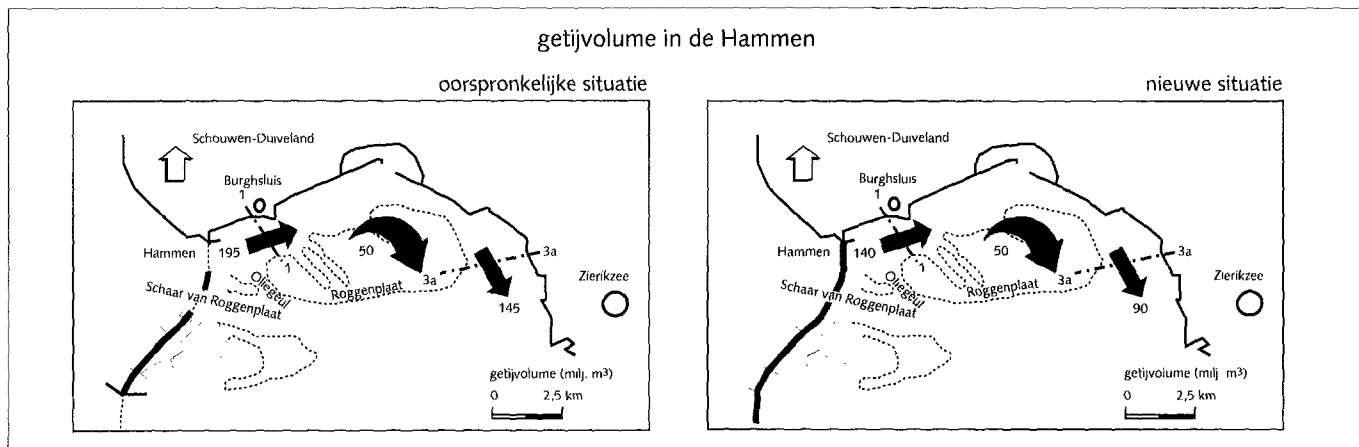 getijvolume in de Hammen
oorspronkelijke situatie
Schouwen-Duiveland
Burghsluis
1
Hammen
195
1
50
3a
3a
Oliegeul
Roggenplaat
Schaar van Roggenplaat
Zierikzee
145
getijvolume (milj. m³)
0 2,5 km
nieuwe situatie
Schouwen-Duiveland
Burghsluis
1
Hammen
140
1
50
3a
3a
Oliegeul
Roggenplaat
Schaar van Roggenplaat
Zierikzee
90
getijvolume (milj m³)
0 2,5 km